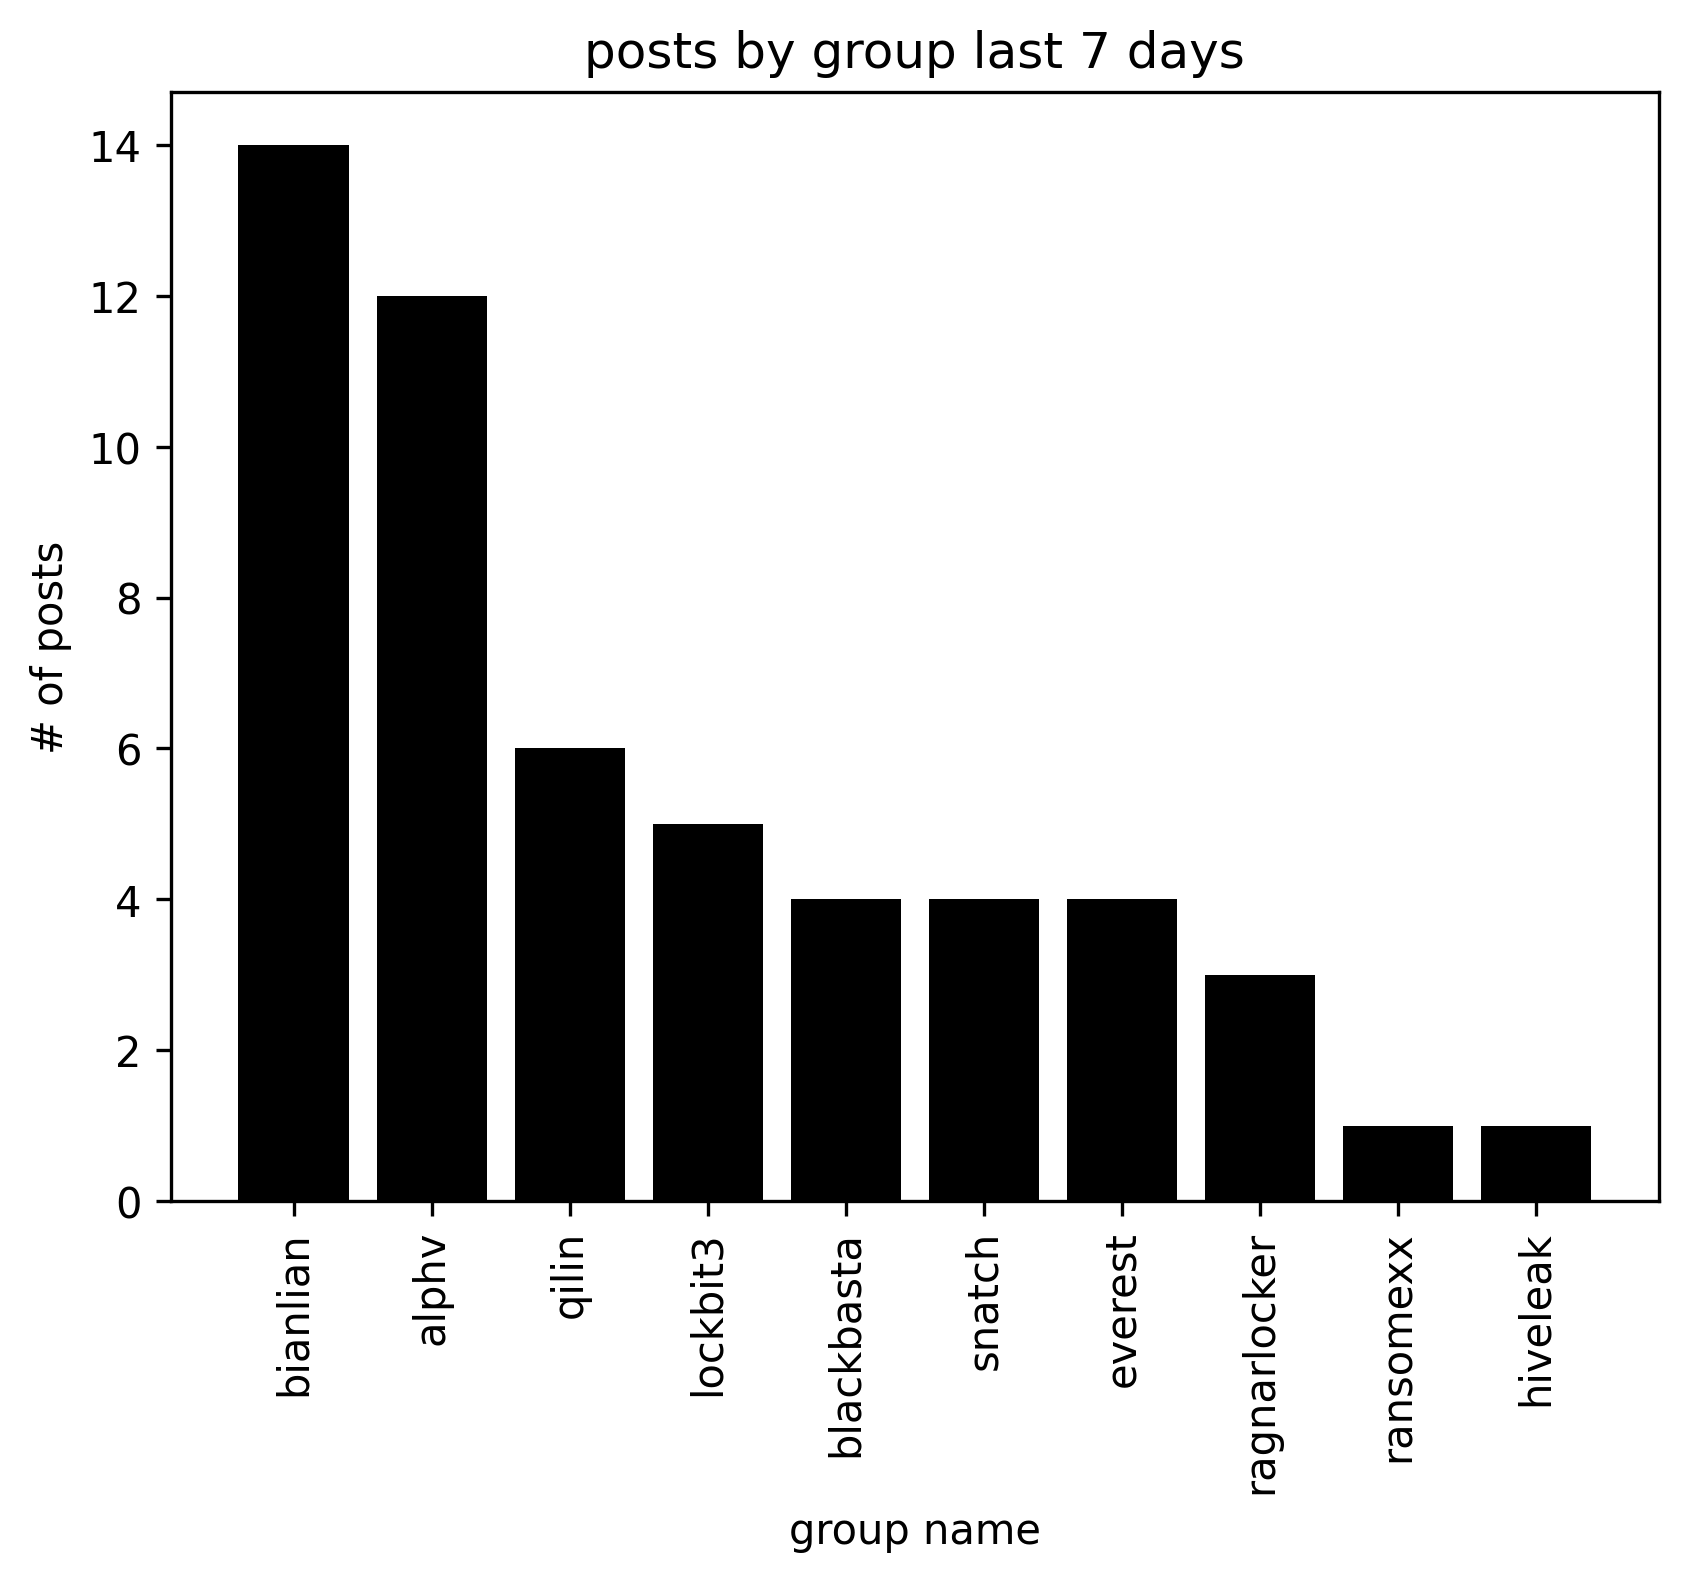 posts by group last 7 days
14
12
10
8
6
4
2
0
# of posts
bianlian
alphv
qilin
lockbit3
blackbasta
snatch
everest
ragnarlocker
ransomexx
hiveleak
group name